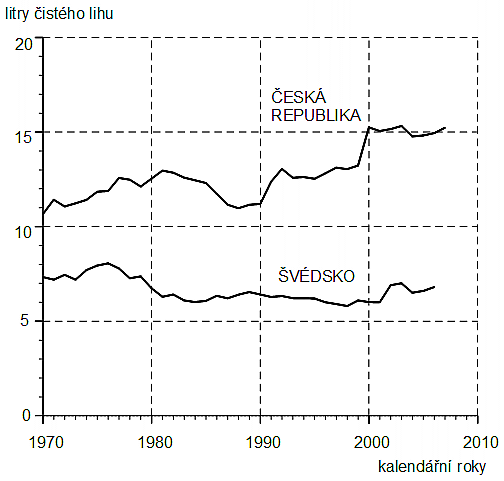 litry čistého lihu
20
ČESKÁ
REPUBLIKA
15
10
ŠVÉDSKO
5
0
1970 1980 1990 2000 2010
kalendářní roky